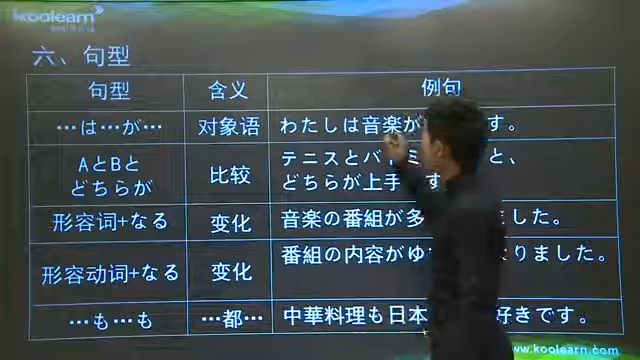 koolearn
六、句型
句型 含义 例句
…は…が… 对象语 わたしは音楽が す。
AとBと
どちらが 比较 テニスとバ ミ と、
どちらが上手 す
形容词+なる 变化 音楽の番組が多 ました。
形容动词+なる 变化 番組の内容がゆ なりました。
…も…も …都… 中華料理も日本 好きです。
www.koolearn.com